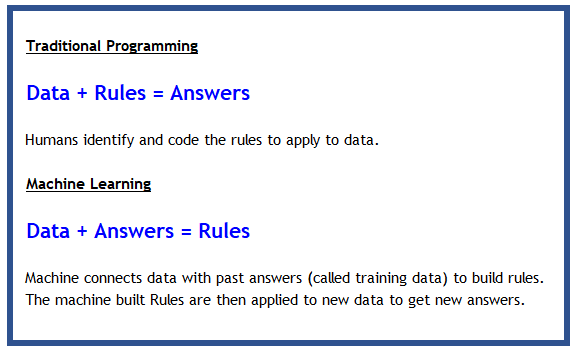 Traditional Programming
Data + Rules = Answers
Humans identify and code the rules to apply to data.
Machine Learning
Data + Answers = Rules
Machine connects data with past answers (called training data) to build rules.
The machine built Rules are then applied to new data to get new answers.